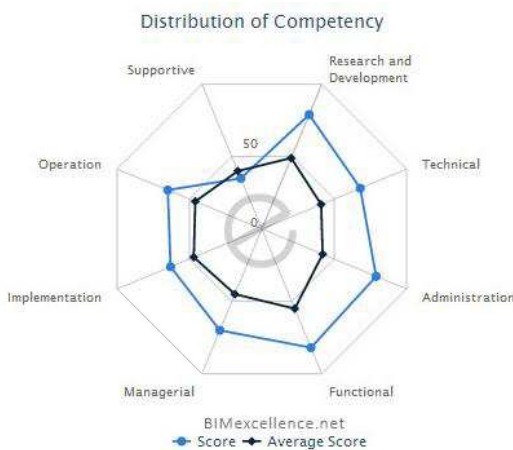 Distribution of Competency
Supportive
Research and
Development
50
Operation
Technical
0
Implementation
Administration
Managerial
Functional
BIMexcellence.net
Score
Average Score